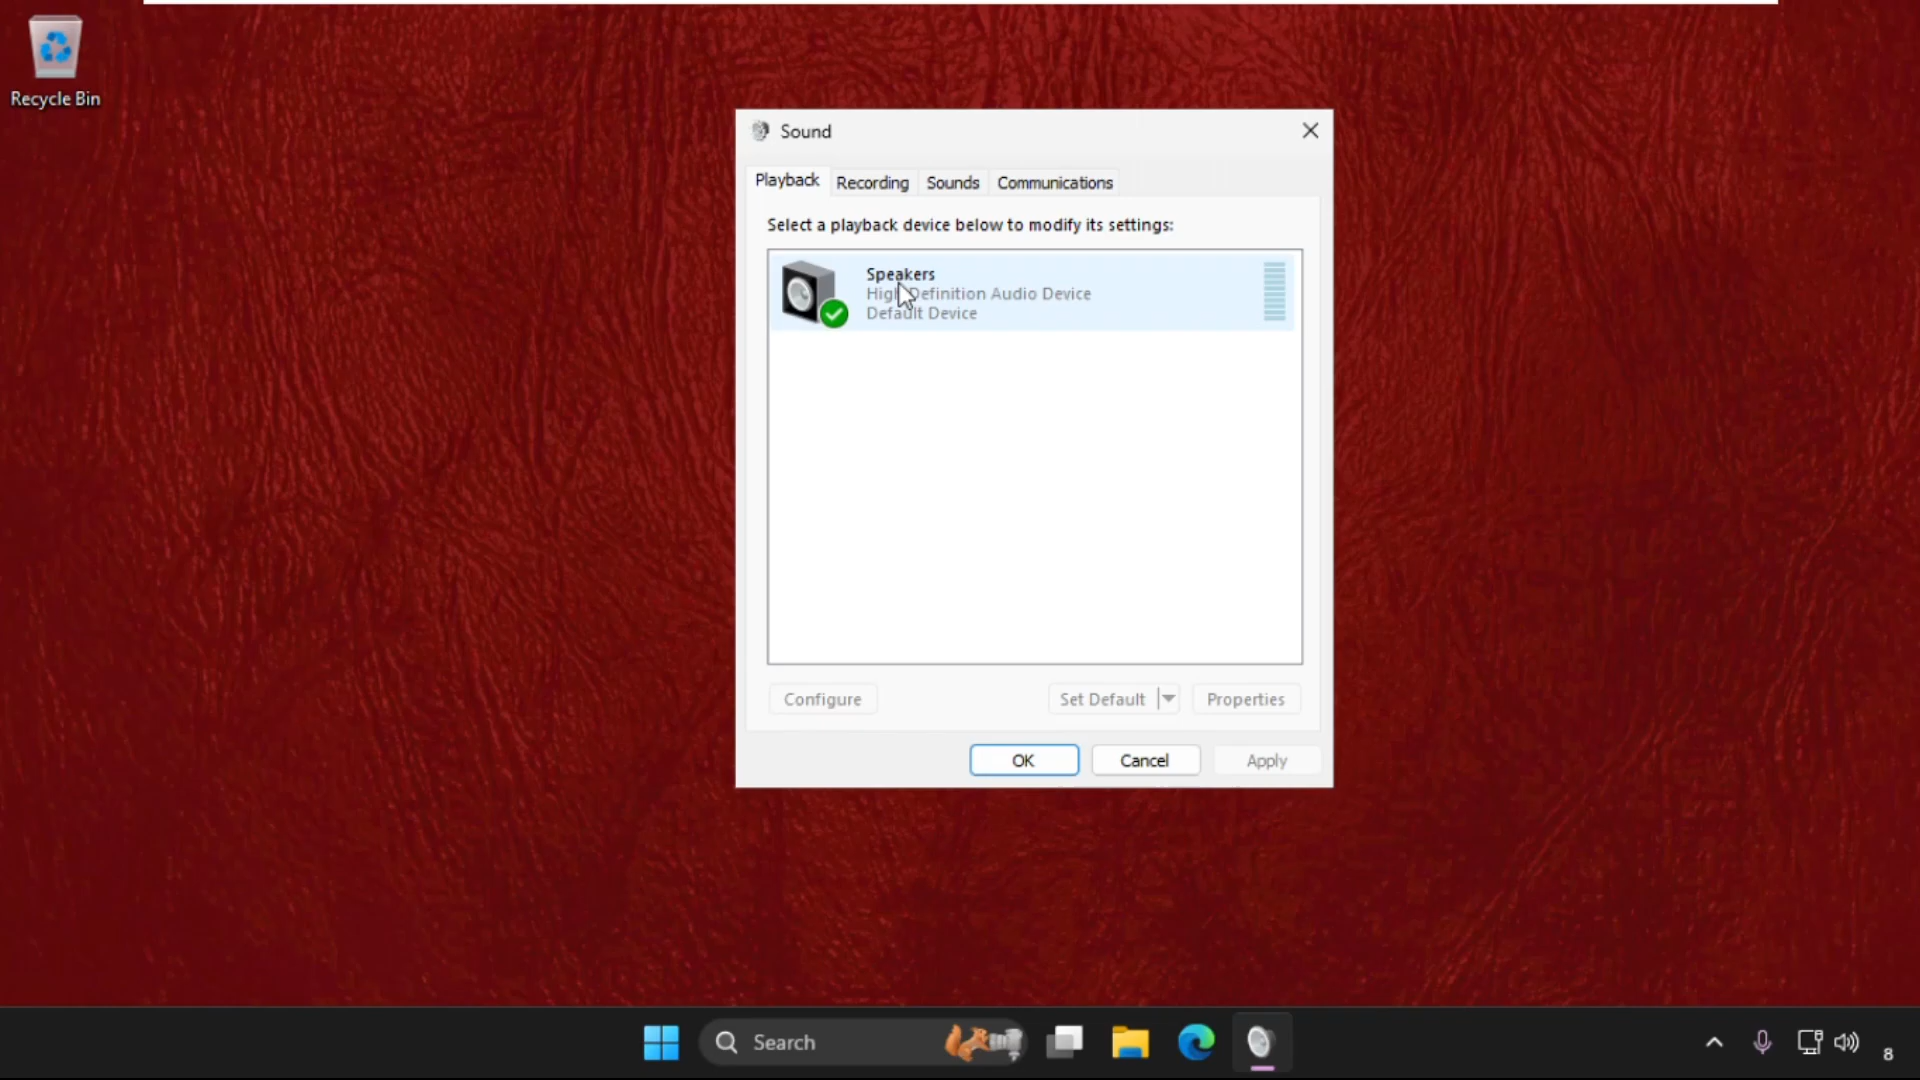 Recycle Bin
Sound
Playback
Recording
Sounds
Communications
Select a playback device below to modify its settings:
Speakers
High Definition Audio Device
Default Device
Configure
Set Default
Properties
OK
Cancel
Apply
Search
8